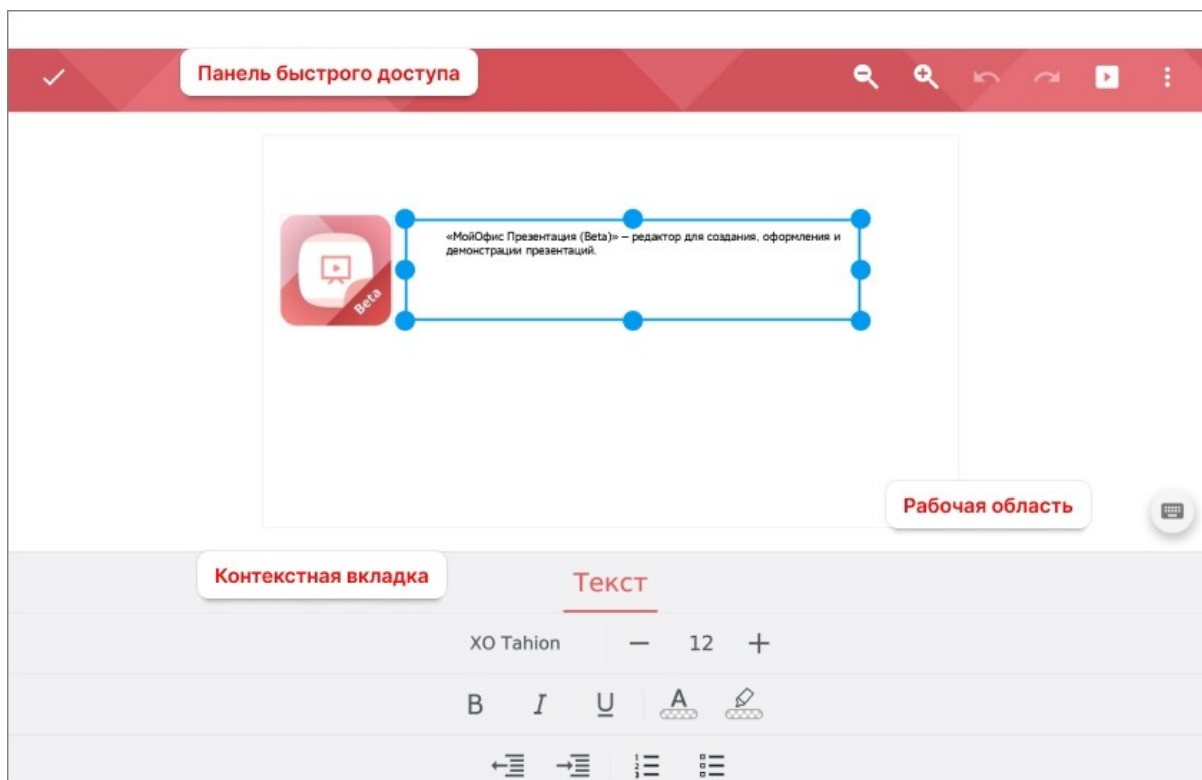 Панель быстрого доступа
«МойОфис Презентация (Beta)» — редактор для создания, оформления и
демонстрации презентаций.
Beta
Рабочая область
Контекстная вкладка
Текст
XO Tahion — 12 +
B I U A